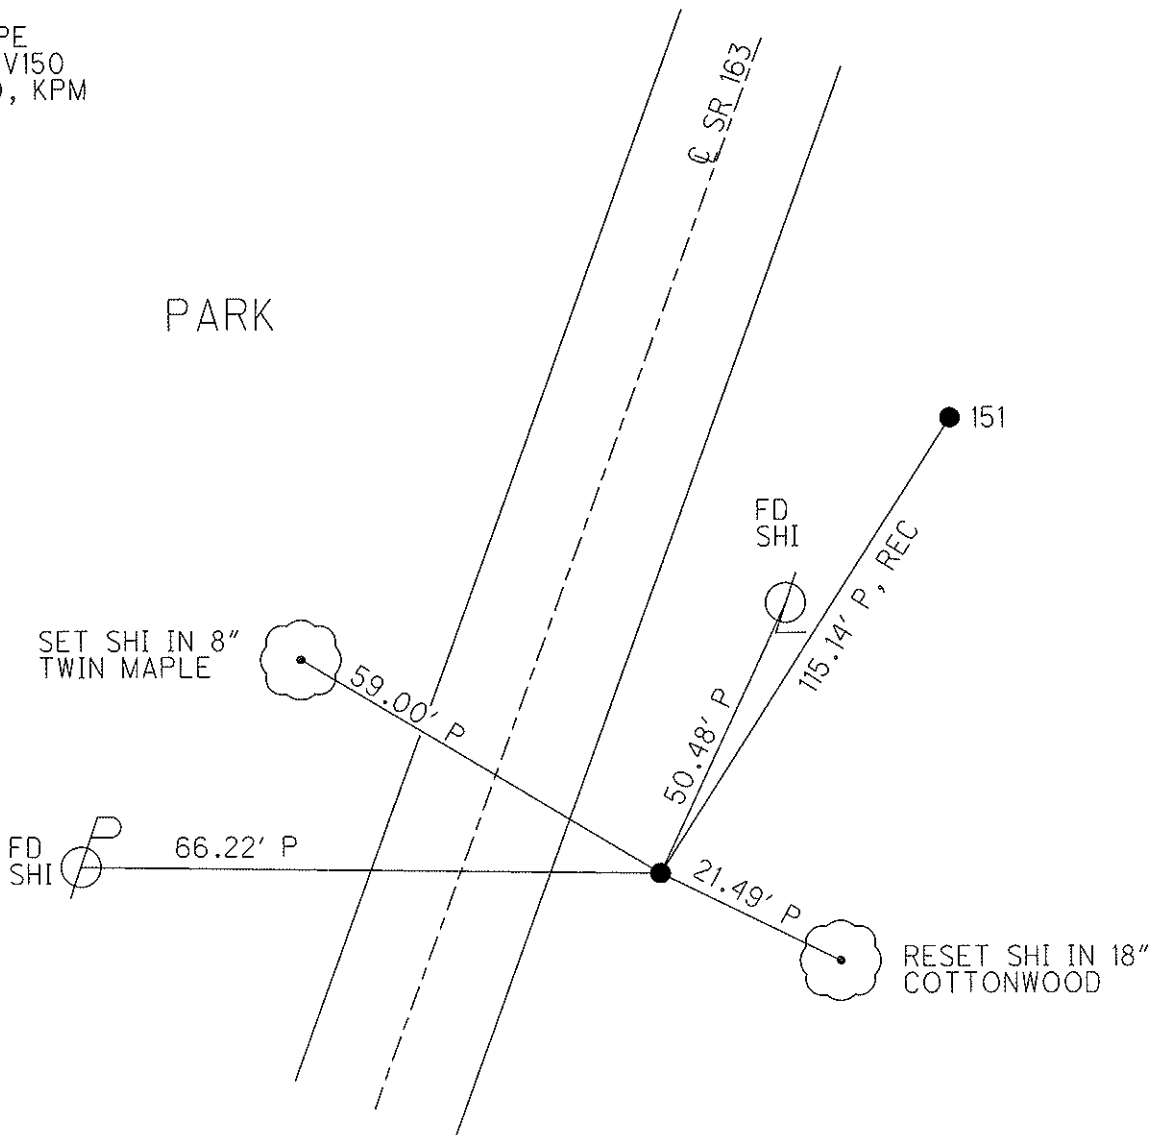 PE
V150
, KPM
℄ SR 163
PARK
151
FD
SHI
115.14' P, REC
SET SHI IN 8"
TWIN MAPLE
59.00' P
50.48' P
FD
SHI
66.22' P
21.49' P
RESET SHI IN 18"
COTTONWOOD